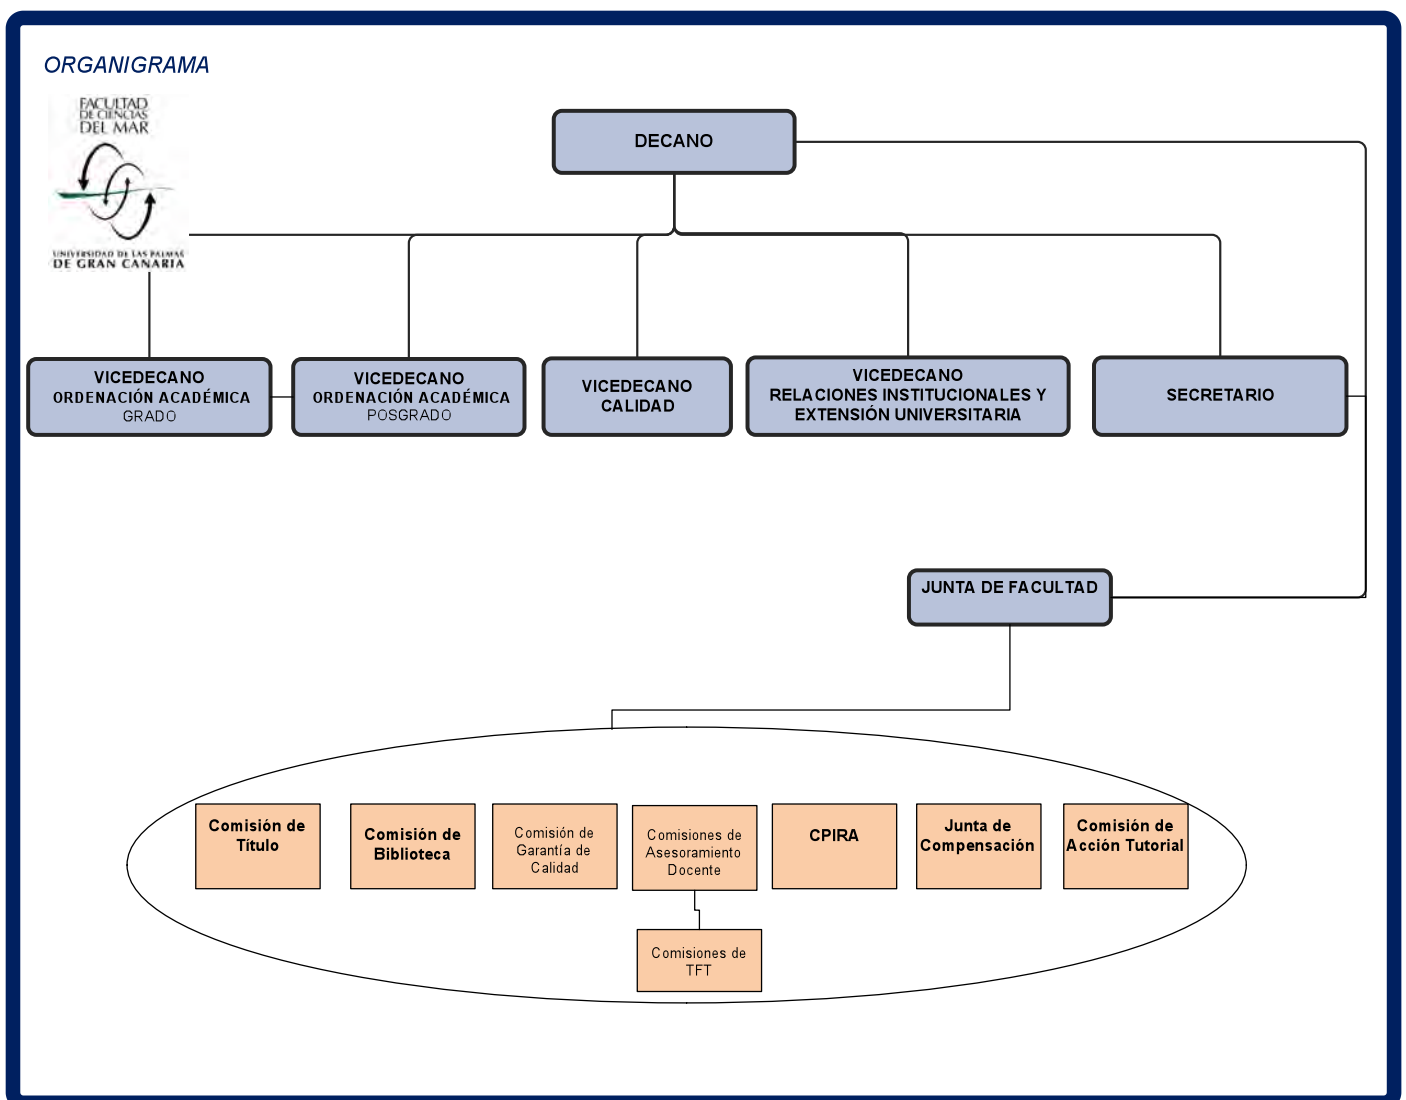 ORGANIGRAMA
FACULTAD
DE CIENCIAS
DEL MAR
UNIVERSIDAD DE LAS PALMAS
DE GRAN CANARIA
DECANO
VICEDECANO
ORDENACIÓN ACADÉMICA
GRADO
VICEDECANO
ORDENACIÓN ACADÉMICA
POSGRADO
VICEDECANO
CALIDAD
VICEDECANO
RELACIONES INSTITUCIONALES Y
EXTENSIÓN UNIVERSITARIA
SECRETARIO
JUNTA DE FACULTAD
Comisión de
Título
Comisión de
Biblioteca
Comisión de
Garantía de
Calidad
Comisiones de
Asesoramiento
Docente
CPIRA
Junta de
Compensación
Comisión de
Acción Tutorial
Comisiones de
TFT